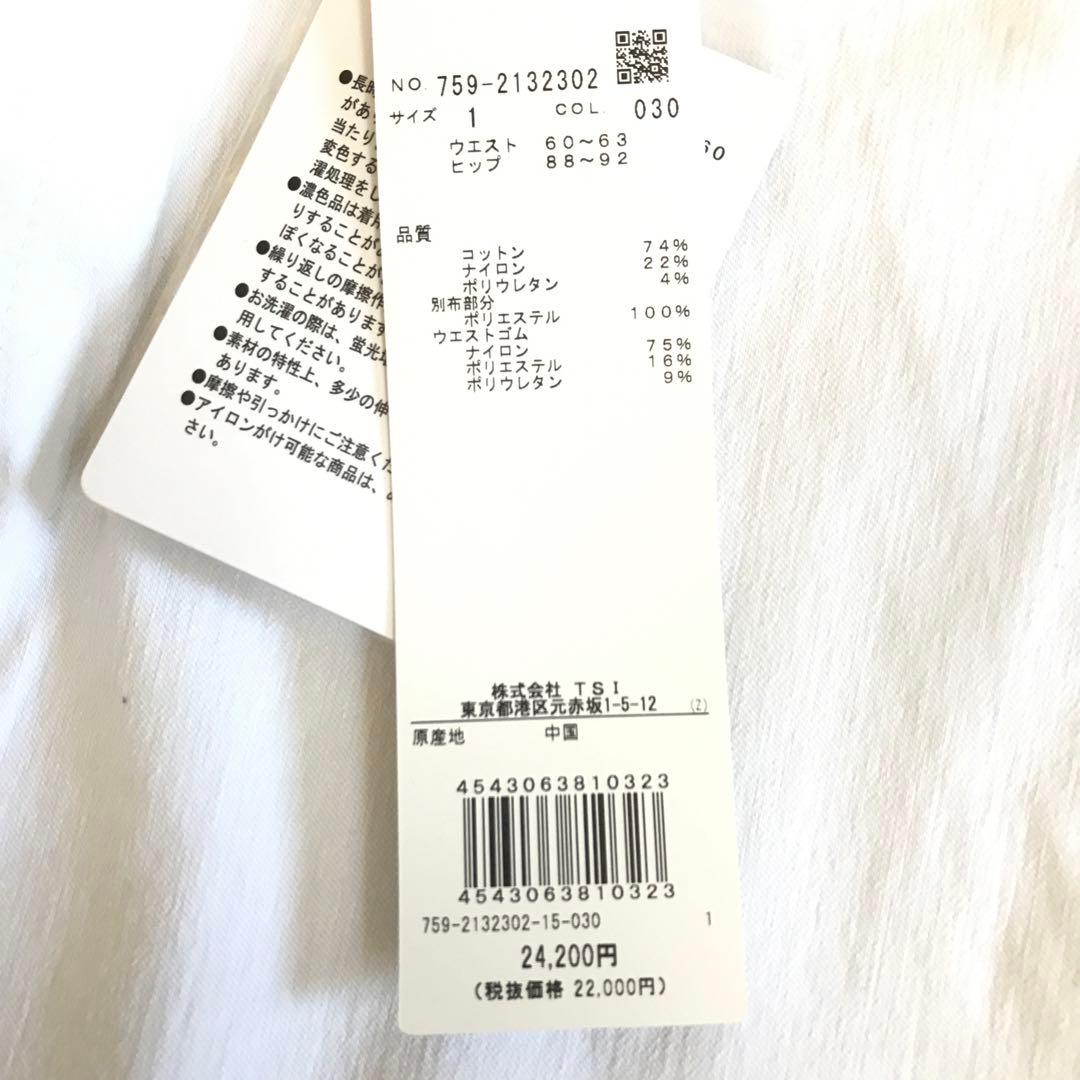 NO. 759-2132302
サイズ 1 COL. 030
ウエスト 60～63
ヒップ 88～92
品質
コットン 74%
ナイロン 22%
ポリウレタン 4%
別布部分
ポリエステル 100%
ウエストゴム
ナイロン 75%
ポリエステル 16%
ポリウレタン 9%
株式会社 TSI
東京都港区元赤坂1-5-12 (Z)
原産地 中国
4543063810323
4543063810323
759-2132302-15-030 1
24,200円
(税抜価格 22,000円)
●長時
があ
当たり
変色する
濯処理をし
●濃色品は着用
りすることが
ぽくなることが
●繰り返しの摩擦
することがあります
●お洗濯の際は、蛍光
用してください。
●素材の特性上、多少の伸
あります。
●摩擦や引っかけにご注意くだ
●アイロンがけ可能な商品は、
さい。
60